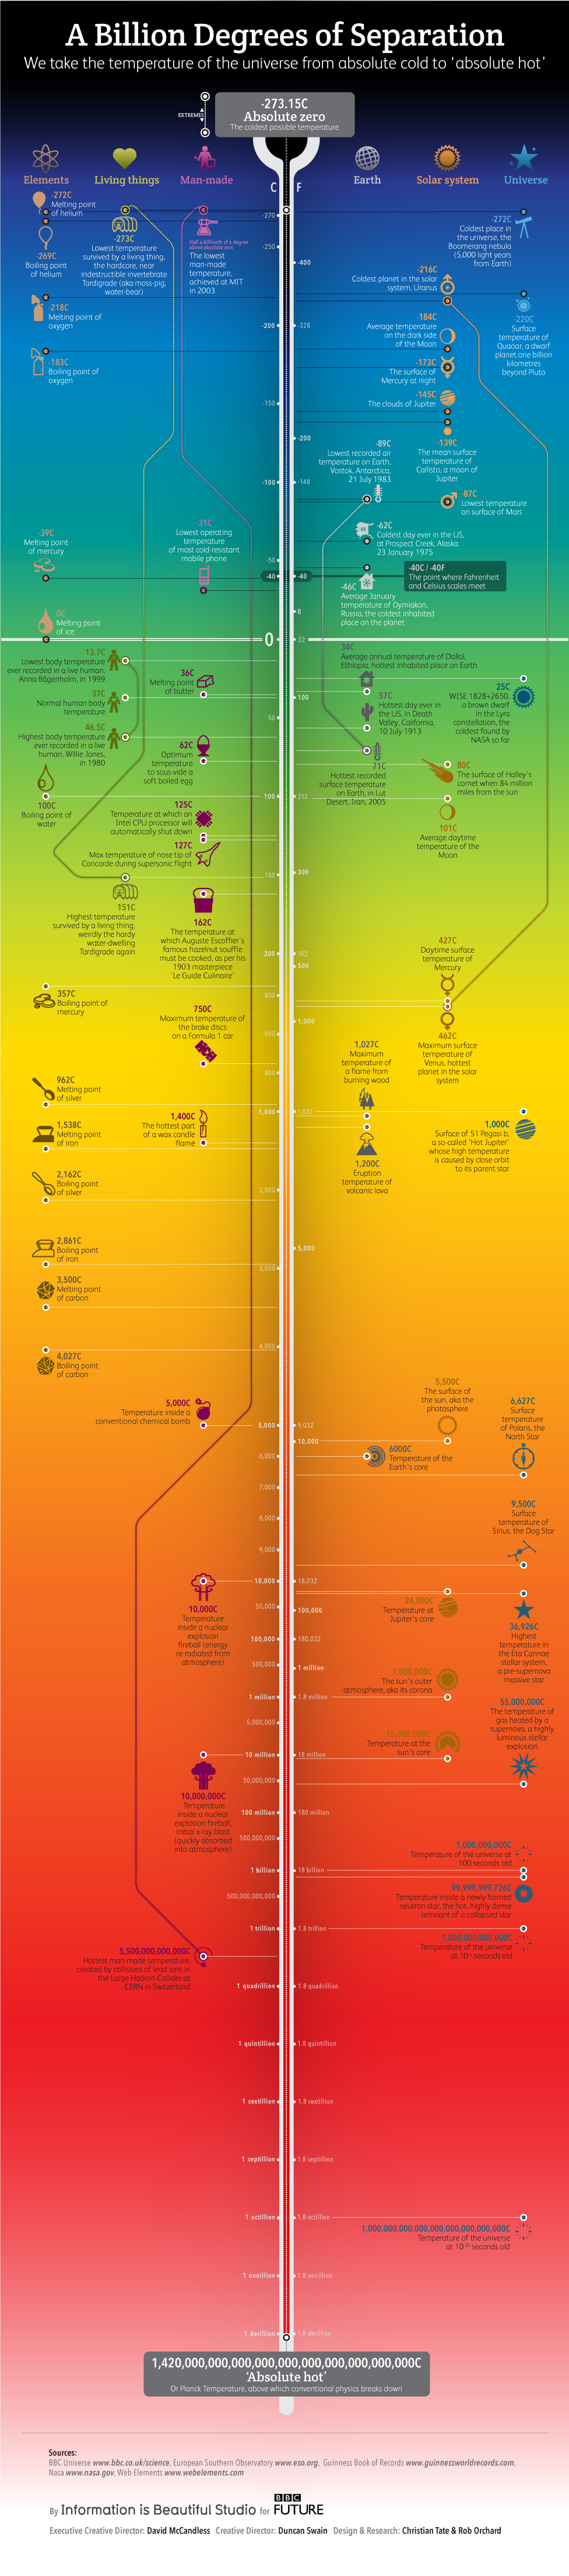 A Billion Degrees of Separation
We take the temperature of the universe from absolute cold to ‘absolute hot’
EXTREMES
-273.15C
Absolute zero
The coldest possible temperature
Elements
Living things
Man-made
C
F
Earth
Solar system
Universe
-272C
Melting point
of helium
-269C
Boiling point
of helium
-218C
Melting point
of oxygen
-183C
Boiling point
of oxygen
-39C
Melting point
of mercury
0C
Melting point
of ice
-273C
Lowest temperature
survived by a living thing,
the hardcore, near
indestructible invertebrate
Tardigrade (aka moss-pig,
water-bear)
Half a billionth of a degree
above absolute zero
The lowest
man-made
temperature,
achieved at MIT
in 2003
-31C
Lowest operating
temperature
of most cold-resistant
mobile phone
-270
-250
-200
-150
-100
-50
-40
0
-400
-328
-200
-148
-40
0
32
-272C
Coldest place in
the universe, the
Boomerang nebula
(5,000 light years
from Earth)
-216C
Coldest planet in the solar
system, Uranus
-220C
Surface
temperature of
Quaoar, a dwarf
planet one billion
kilometres
beyond Pluto
-184C
Average temperature
on the dark side
of the Moon
-173C
The surface of
Mercury at night
-145C
The clouds of Jupiter
-139C
The mean surface
temperature of
Callisto, a moon of
Jupiter
-89C
Lowest recorded air
temperature on Earth,
Vostok, Antarctica,
21 July 1983
-87C
Lowest temperature
on surface of Mars
-62C
Coldest day ever in the US,
at Prospect Creek, Alaska
23 January 1975
-40C / -40F
The point where Fahrenheit
and Celsius scales meet
-46C
Average January
temperature of Oymiakon,
Russia, the coldest inhabited
place on the planet
13.7C
Lowest body temperature
ever recorded in a live human,
Anna Bågenholm, in 1999
37C
Normal human body
temperature
46.5C
Highest body temperature
ever recorded in a live
human, Willie Jones,
in 1980
100C
Boiling point of
water
151C
Highest temperature
survived by a living thing,
weirdly the hardy
water-dwelling
Tardigrade again
36C
Melting point
of butter
62C
Optimum
temperature
to sous-vide a
soft boiled egg
125C
Temperature at which an
Intel CPU processor will
automatically shut down
127C
Max temperature of nose tip of
Concorde during supersonic flight
162C
The temperature at
which Auguste Escoffier's
famous hazelnut souffle
must be cooked, as per his
1903 masterpiece
'Le Guide Culinaire'
50
100
150
200
400
600
800
1,000
100
212
300
392
500
1,000
1,832
34C
Average annual temperature of Dallol,
Ethiopia, hottest inhabited place on Earth
57C
Hottest day ever in
the US, in Death
Valley, California,
10 July 1913
71C
Hottest recorded
surface temperature
on Earth, in Lut
Desert, Iran, 2005
25C
WISE 1828+2650,
a brown dwarf
in the Lyra
constellation, the
coldest found by
NASA so far
80C
The surface of Halley's
comet when 84 million
miles from the sun
101C
Average daytime
temperature of the
Moon
427C
Daytime surface
temperature of
Mercury
462C
Maximum surface
temperature of
Venus, hottest
planet in the solar
system
357C
Boiling point of
mercury
962C
Melting point
of silver
1,538C
Melting point
of iron
2,162C
Boiling point
of silver
2,861C
Boiling point
of iron
3,500C
Melting point
of carbon
4,027C
Boiling point
of carbon
750C
Maximum temperature of
the brake discs
on a Formula 1 car
1,400C
The hottest part
of a wax candle
flame
5,000C
Temperature inside a
conventional chemical bomb
1,027C
Maximum
temperature of
a flame from
burning wood
1,200C
Eruption
temperature of
volcanic lava
1,000C
Surface of 51 Pegasi b,
a so-called 'Hot Jupiter'
whose high temperature
is caused by close orbit
to its parent star
2,000
3,000
4,000
5,000
6,000
7,000
8,000
9,000
10,000
50,000
100,000
500,000
1 million
5,000,000
10 million
50,000,000
100 million
500,000,000
1 billion
500,000,000,000
1 trillion
1 quadrillion
1 quintillion
1 sextillion
1 septillion
1 octillion
1 nonillion
1 decillion
5,000
9,032
10,000
18,032
100,000
180,032
1 million
1.8 million
18 million
180 million
18 billion
1.8 trillion
1.8 quadrillion
1.8 quintillion
1.8 sextillion
1.8 septillion
1.8 octillion
1.8 nonillion
1.8 decillion
5,500C
The surface of
the sun, aka the
photosphere
6000C
Temperature of the
Earth's core
6,627C
Surface
temperature
of Polaris, the
North Star
9,500C
Surface
temperature of
Sirius, the Dog Star
10,000C
Temperature
inside a nuclear
explosion
fireball (energy
re-radiated from
atmosphere)
24,000C
Temperature at
Jupiter's core
36,926C
Highest
temperature in
the Eta Carinae
stellar system,
a pre-supernova
massive star
1,000,000C
The sun's outer
atmosphere, aka its corona
55,000,000C
The temperature of
gas heated by a
supernova, a highly
luminous stellar
explosion
15,000,000C
Temperature at the
sun's core
10,000,000C
Temperature
inside a nuclear
explosion fireball,
initial x-ray blast
(quickly absorbed
into atmosphere)
1,000,000,000C
Temperature of the universe at
100 seconds old
99,999,999,726C
Temperature inside a newly formed
neutron star, the hot, highly dense
remnant of a collapsed star
1,000,000,000,000C
Temperature of the universe
seconds old
5,500,000,000,000C
Hottest man-made temperature,
created by collisions of lead ions in
the Large Hadron Collider at
CERN in Switzerland
1,000,000,000,000,000,000,000,000,000C
Temperature of the universe
seconds old
1,420,000,000,000,000,000,000,000,000,000,000C
‘Absolute hot’
Or Planck Temperature, above which conventional physics breaks down
Sources:
BBC Universe www.bbc.co.uk/science, European Southern Observatory www.eso.org, Guinness Book of Records www.guinnessworldrecords.com,
Nasa www.nasa.gov, Web Elements www.webelements.com
By Information is Beautiful Studio for BBC FUTURE
Executive Creative Director: David McCandless Creative Director: Duncan Swain Design & Research: Christian Tate & Rob Orchard